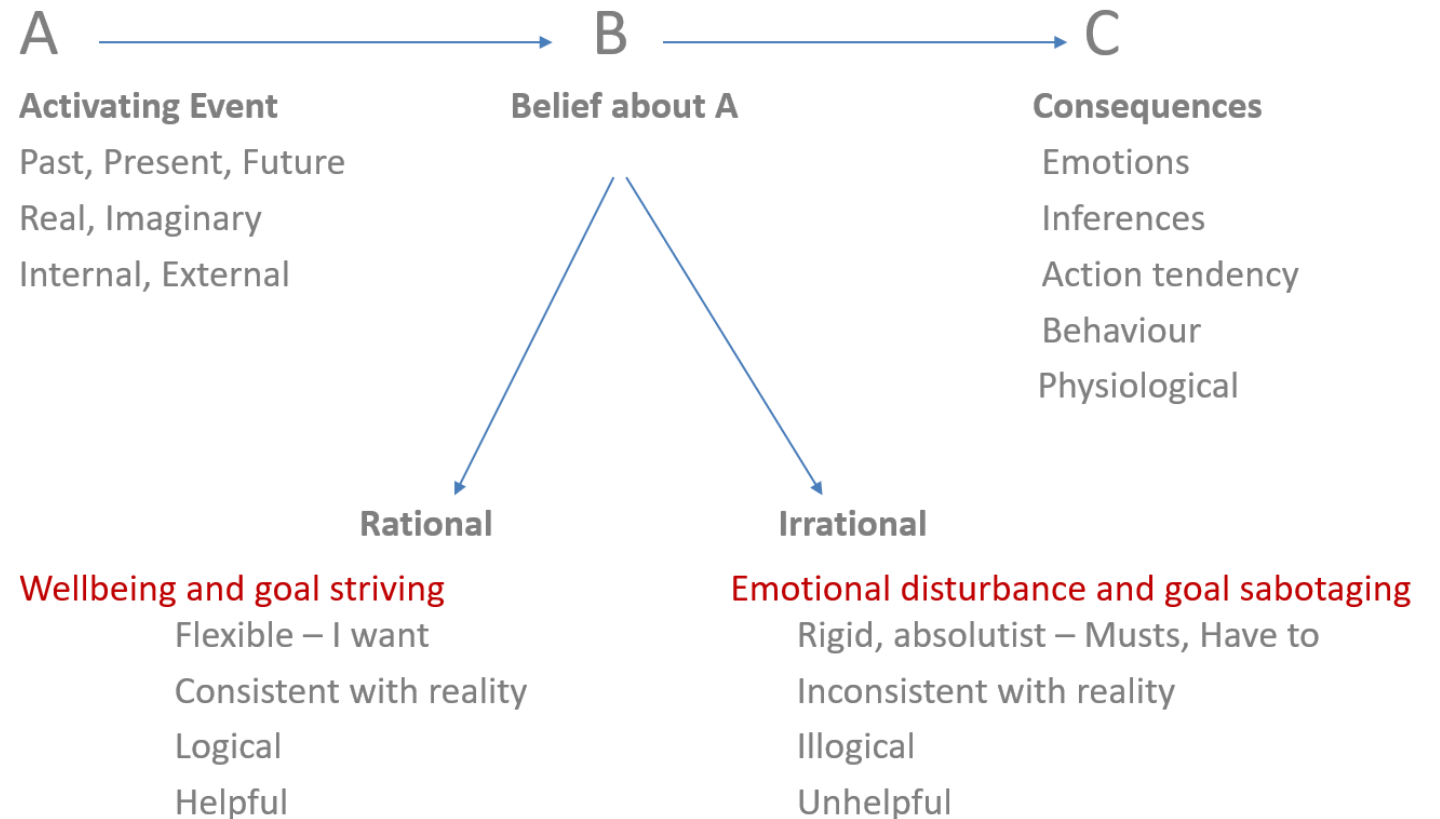 A
B
C
Activating Event
Belief about A
Consequences
Past, Present, Future
Emotions
Real, Imaginary
Inferences
Internal, External
Action tendency
Behaviour
Physiological
Rational
Irrational
Wellbeing and goal striving
Emotional disturbance and goal sabotaging
Flexible – I want
Rigid, absolutist – Musts, Have to
Consistent with reality
Inconsistent with reality
Logical
Illogical
Helpful
Unhelpful